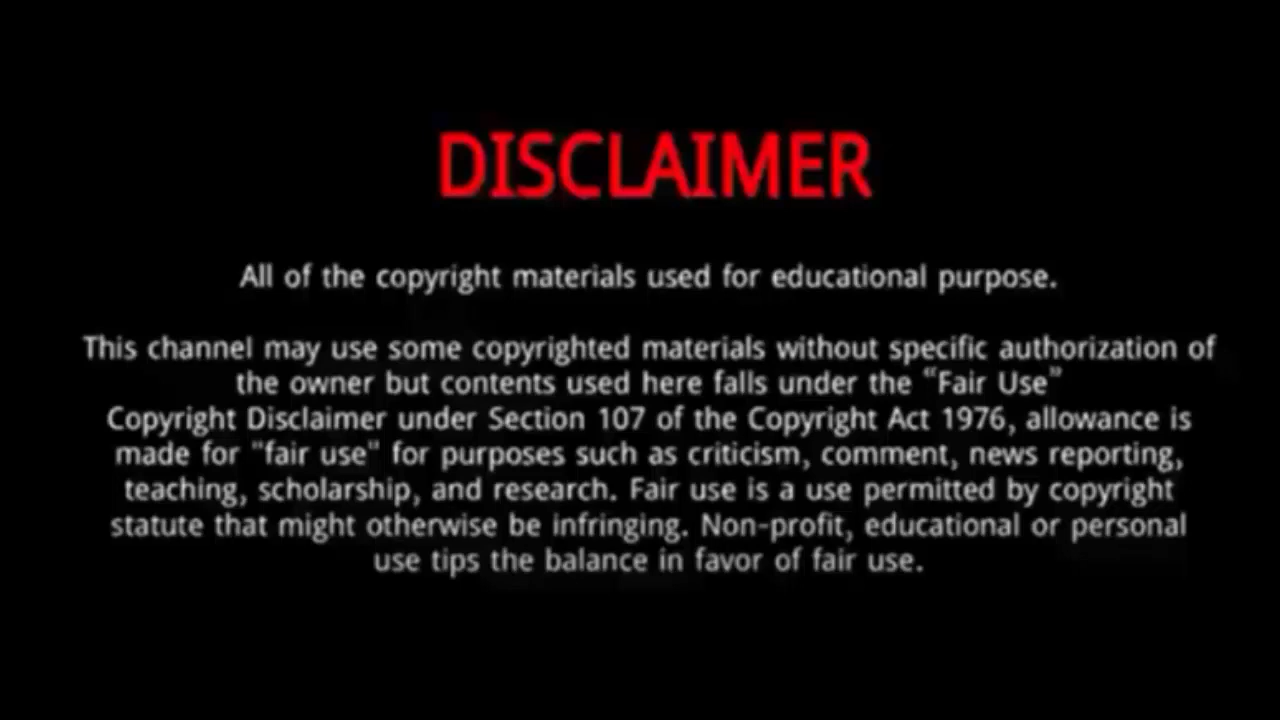 DISCLAIMER
All of the copyright materials used for educational purpose.
This channel may use some copyrighted materials without specific authorization of
the owner but contents used here falls under the “Fair Use”
Copyright Disclaimer under Section 107 of the Copyright Act 1976, allowance is
made for "fair use" for purposes such as criticism, comment, news reporting,
teaching, scholarship, and research. Fair use is a use permitted by copyright
statute that might otherwise be infringing. Non-profit, educational or personal
use tips the balance in favor of fair use.